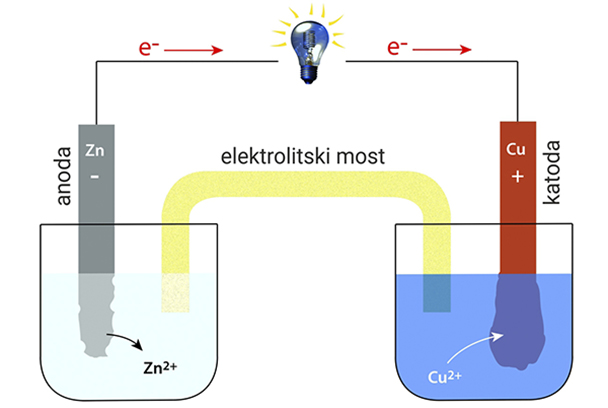 e-
e-
Zn
-
anoda
elektrolitski most
Cu
+
katoda
Zn2+
Cu2+